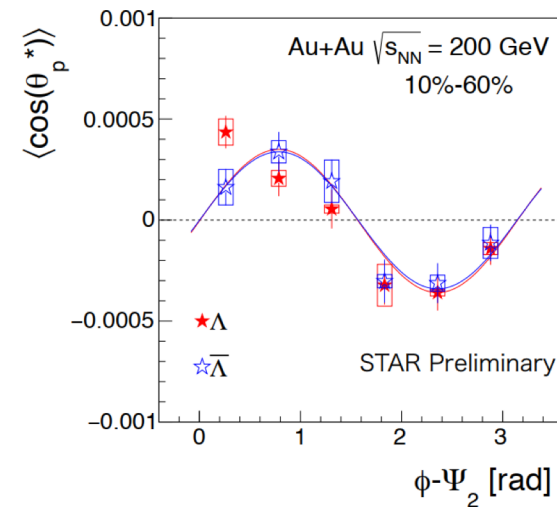 ⟨cos(θp*)⟩
0.001
0.0005
0
−0.0005
−0.001
Au+Au √sNN = 200 GeV
10%-60%
Λ
Λ̅
STAR Preliminary
0 1 2 3
ϕ-Ψ2 [rad]